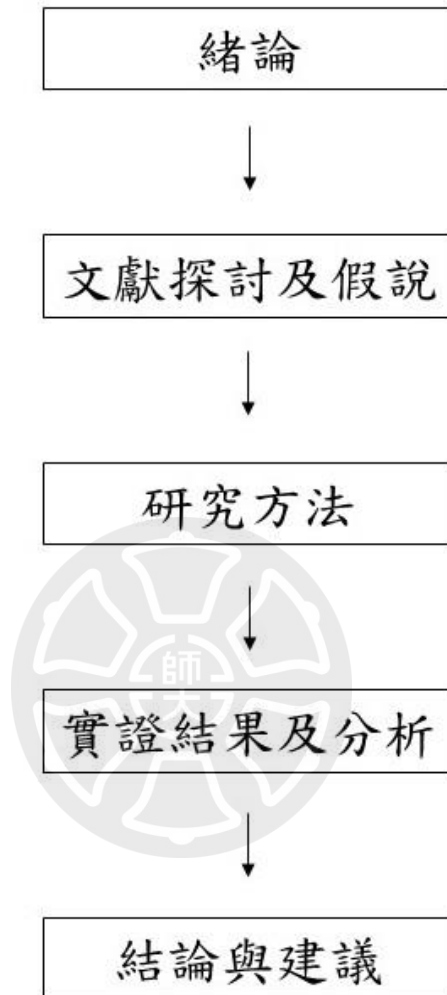 緒論
文獻探討及假說
研究方法
師大
實證結果及分析
結論與建議